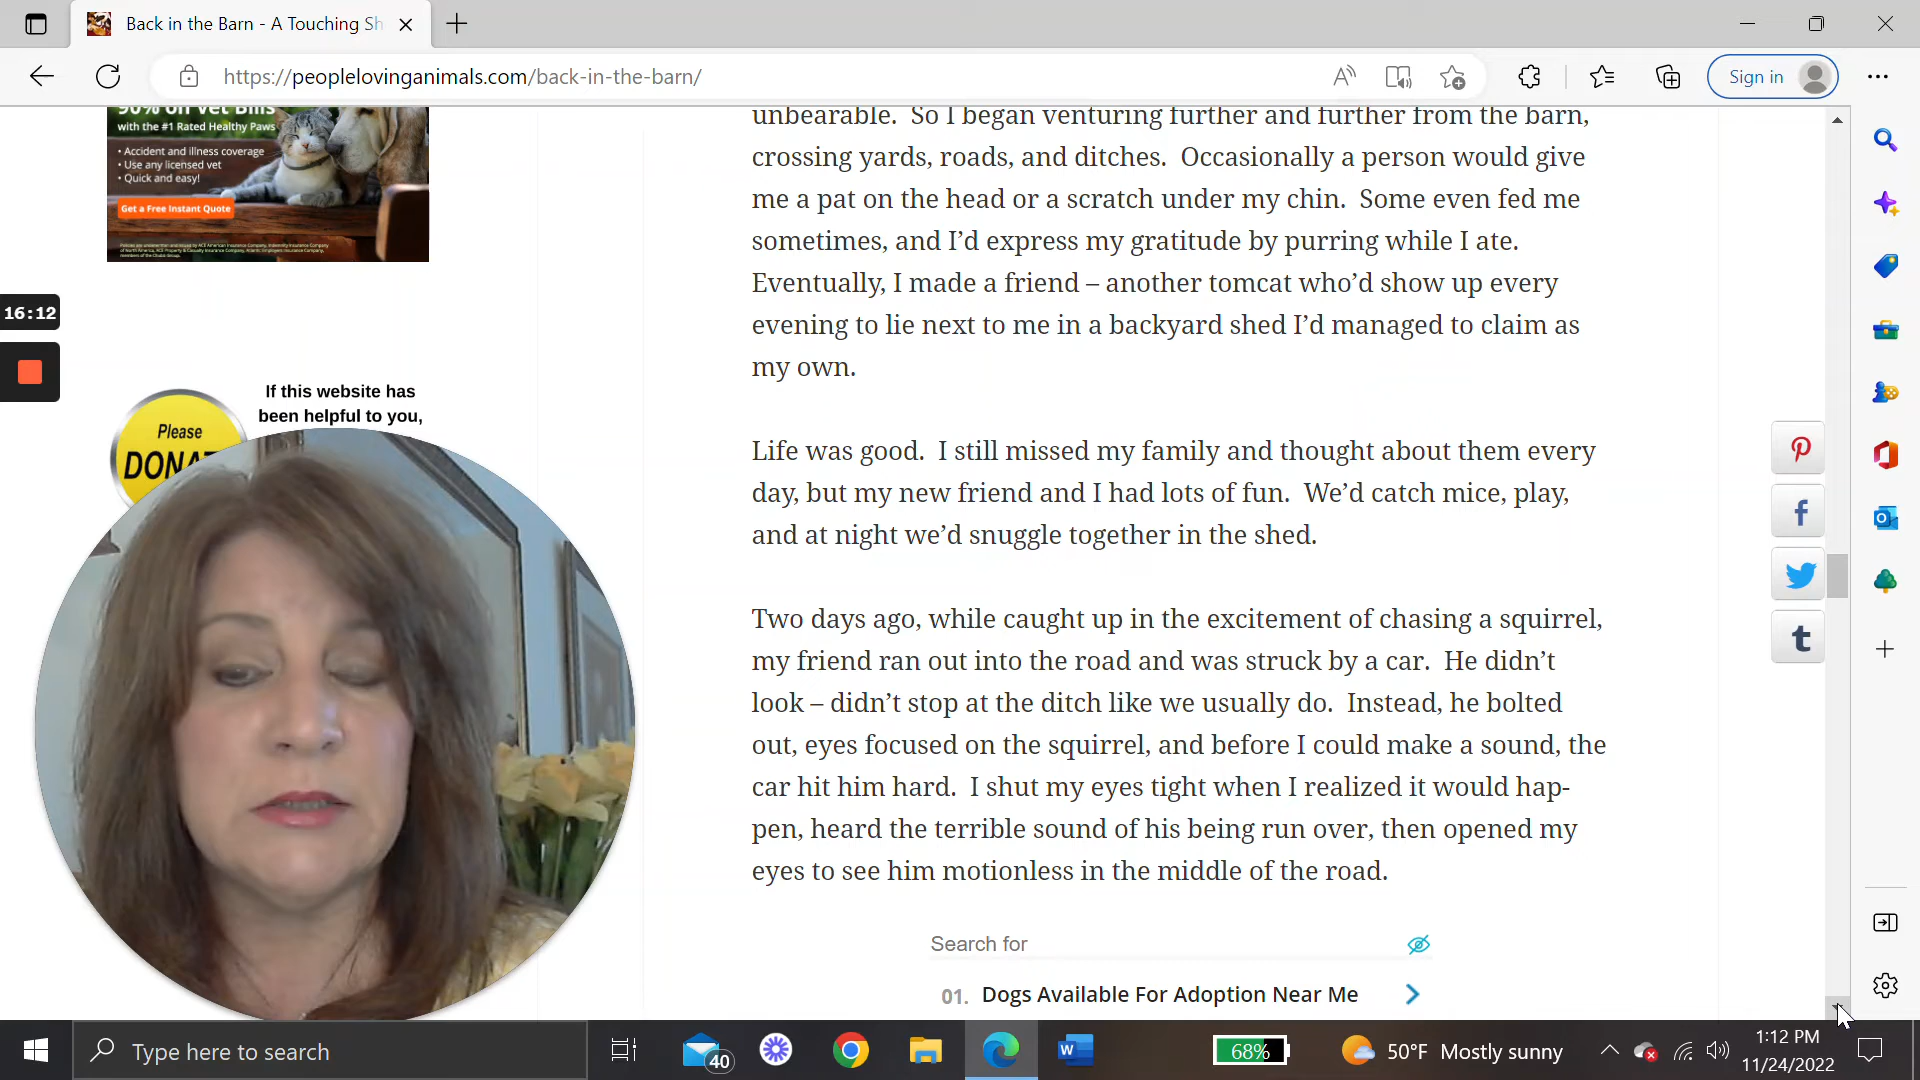 Back in the Barn - A Touching Sh
https://peoplelovinganimals.com/back-in-the-barn/
Sign in
90% on Vet Bills
with the #1 Rated Healthy Paws
• Accident and illness coverage
• Use any licensed vet
• Quick and easy!
Get a Free Instant Quote
16:12
If this website has
been helpful to you,
Please
unbearable. So I began venturing further and further from the barn,
crossing yards, roads, and ditches. Occasionally a person would give
me a pat on the head or a scratch under my chin. Some even fed me
sometimes, and I’d express my gratitude by purring while I ate.
Eventually, I made a friend – another tomcat who’d show up every
evening to lie next to me in a backyard shed I’d managed to claim as
my own.
Life was good. I still missed my family and thought about them every
day, but my new friend and I had lots of fun. We’d catch mice, play,
and at night we’d snuggle together in the shed.
Two days ago, while caught up in the excitement of chasing a squirrel,
my friend ran out into the road and was struck by a car. He didn’t
look – didn’t stop at the ditch like we usually do. Instead, he bolted
out, eyes focused on the squirrel, and before I could make a sound, the
car hit him hard. I shut my eyes tight when I realized it would hap-
pen, heard the terrible sound of his being run over, then opened my
eyes to see him motionless in the middle of the road.
Search for
01. Dogs Available For Adoption Near Me
Type here to search
40
68%
50°F Mostly sunny
1:12 PM
11/24/2022